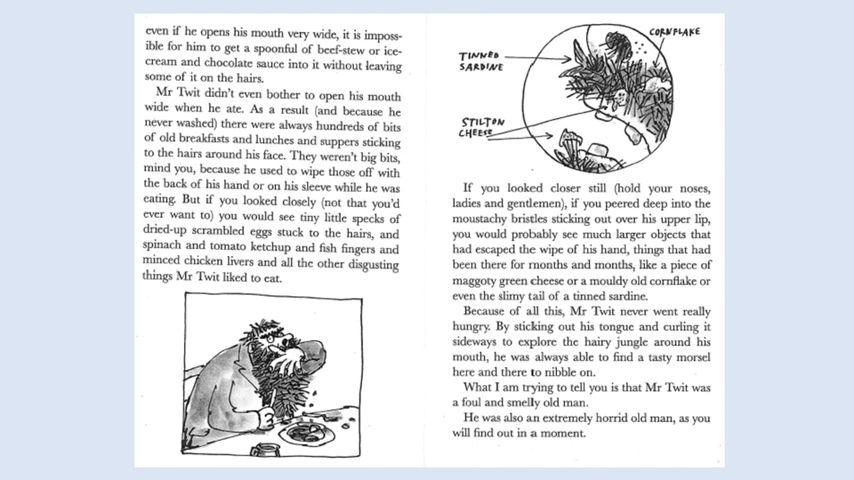 even if he opens his mouth very wide, it is imposs-
ible for him to get a spoonful of beef-stew or ice-
cream and chocolate sauce into it without leaving
some of it on the hairs.
Mr Twit didn't even bother to open his mouth
wide when he ate. As a result (and because he
never washed) there were always hundreds of bits
of old breakfasts and lunches and suppers sticking
to the hairs around his face. They weren't big bits,
mind you, because he used to wipe those off with
the back of his hand or on his sleeve while he was
eating. But if you looked closely (not that you'd
ever want to) you would see tiny little specks of
dried-up scrambled eggs stuck to the hairs, and
spinach and tomato ketchup and fish fingers and
minced chicken livers and all the other disgusting
things Mr Twit liked to eat.
CORNFLAKE
TINNED
SARDINE
STILTON
CHEESE
If you looked closer still (hold your noses,
ladies and gentlemen), if you peered deep into the
moustachy bristles sticking out over his upper lip,
you would probably see much larger objects that
had escaped the wipe of his hand, things that had
been there for months and months, like a piece of
maggoty green cheese or a mouldy old cornflake or
even the slimy tail of a tinned sardine.
Because of all this, Mr Twit never went really
hungry. By sticking out his tongue and curling it
sideways to explore the hairy jungle around his
mouth, he was always able to find a tasty morsel
here and there to nibble on.
What I am trying to tell you is that Mr Twit was
a foul and smelly old man.
He was also an extremely horrid old man, as you
will find out in a moment.